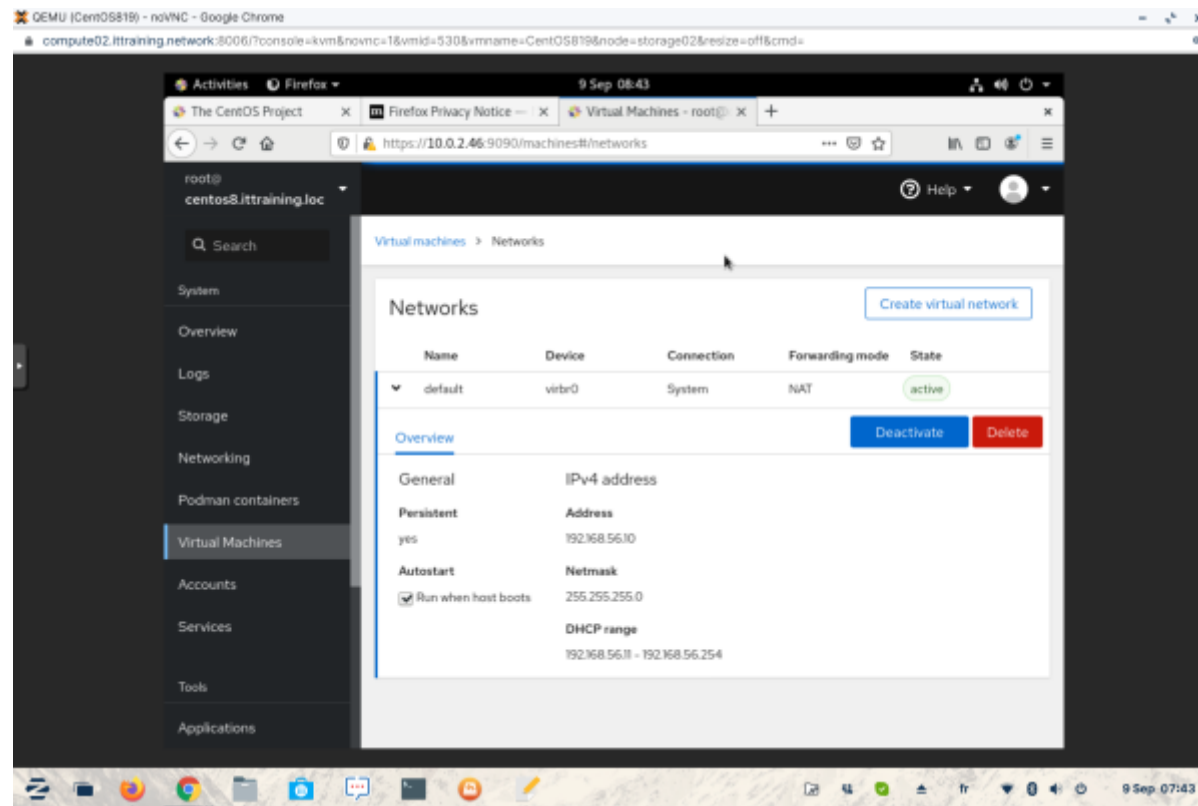 QEMU (CentOS819) - noVNC - Google Chrome
compute02.ittraining.network:8006/?console=kvm&novnc=1&vmid=530&vmname=CentOS819&node=storage02&resize=off&cmd=
Activities Firefox 9 Sep 08:43
The CentOS Project Firefox Privacy Notice — Virtual Machines - root@
https://10.0.2.46:9090/machines#/networks
root@
centos8.ittraining.loc
Help
Search
Virtual machines > Networks
System
Networks
Create virtual network
Overview
Name Device Connection Forwarding mode State
Logs
default virbr0 System NAT active
Storage
Overview
Deactivate Delete
Networking
General IPv4 address
Podman containers
Persistent Address
Virtual Machines
yes 192.168.56.10
Autostart Netmask
Accounts
Run when host boots 255.255.255.0
Services
DHCP range
192.168.56.11 - 192.168.56.254
Tools
Applications
fr 9 Sep 07:43